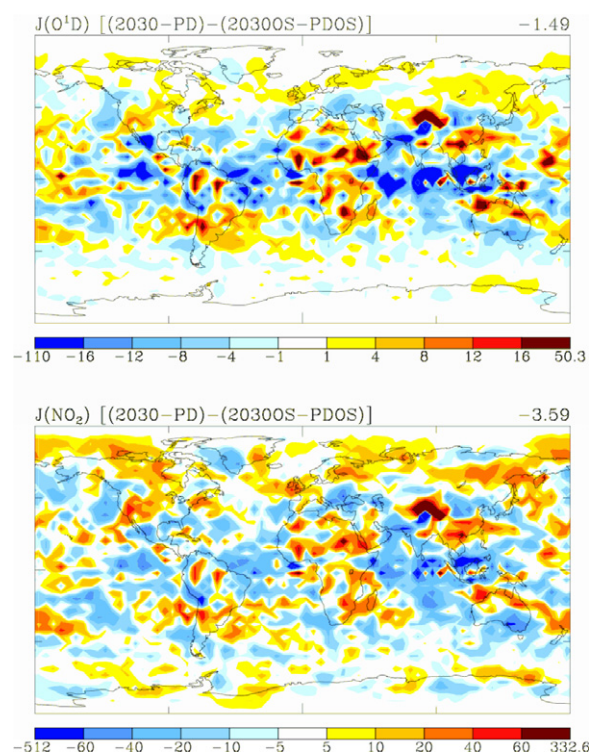 J(O¹D) [(2030-PD)-(2030OS-PDOS)] -1.49
-110 -16 -12 -8 -4 -1 1 4 8 12 16 50.3
J(NO₂) [(2030-PD)-(2030OS-PDOS)] -3.59
-512 -60 -40 -20 -10 -5 5 10 20 40 60 332.6